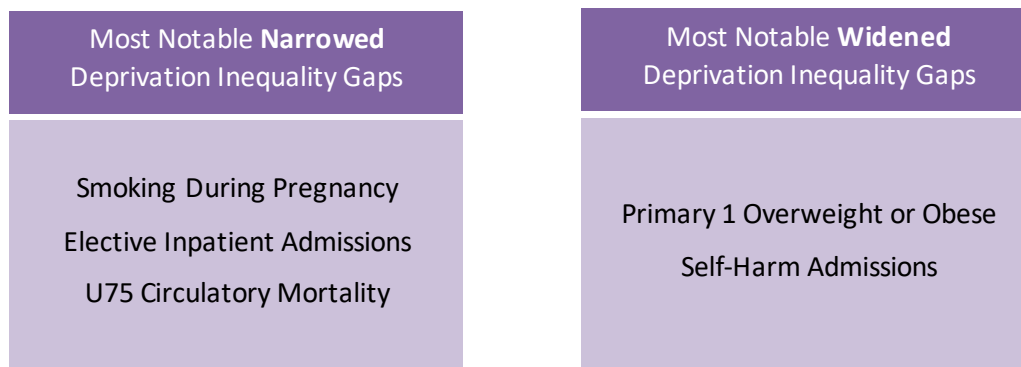 Most Notable Narrowed
Deprivation Inequality Gaps
Smoking During Pregnancy
Elective Inpatient Admissions
U75 Circulatory Mortality
Most Notable Widened
Deprivation Inequality Gaps
Primary 1 Overweight or Obese
Self-Harm Admissions